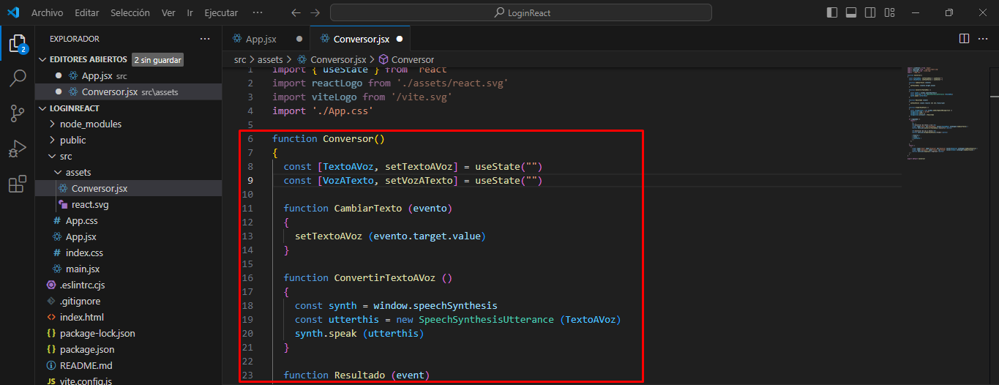 Archivo Editar Selección Ver Ir Ejecutar ··· LoginReact
EXPLORADOR ···
App.jsx
Conversor.jsx
src > assets > Conversor.jsx > Conversor
EDITORES ABIERTOS 2 sin guardar
App.jsx src
Conversor.jsx src\assets
LOGINREACT
node_modules
public
src
assets
Conversor.jsx
react.svg
# App.css
App.jsx
# index.css
main.jsx
.eslintrc.cjs
.gitignore
<> index.html
{} package-lock.json
{} package.json
README.md
JS vite.config.js
2
1 import { useState } from 'react'
2 import reactLogo from './assets/react.svg'
3 import viteLogo from '/vite.svg'
4 import './App.css'
5
6 function Conversor()
7 {
8 const [TextoAVoz, setTextoAVoz] = useState("")
9 const [VozATexto, setVozATexto] = useState("")
10
11 function CambiarTexto (evento)
12 {
13 setTextoAVoz (evento.target.value)
14 }
15
16 function ConvertirTextoAVoz ()
17 {
18 const synth = window.speechSynthesis
19 const utterthis = new SpeechSynthesisUtterance (TextoAVoz)
20 synth.speak (utterthis)
21 }
22
23 function Resultado (event)